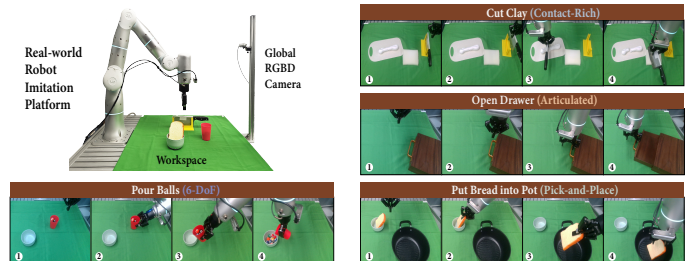 Real-world
Robot
Imitation
Platform
Global
RGBD
Camera
Workspace
Pour Balls (6-DoF)
1 2 3 4
Cut Clay (Contact-Rich)
1 2 3 4
Open Drawer (Articulated)
1 2 3 4
Put Bread into Pot (Pick-and-Place)
1 2 3 4